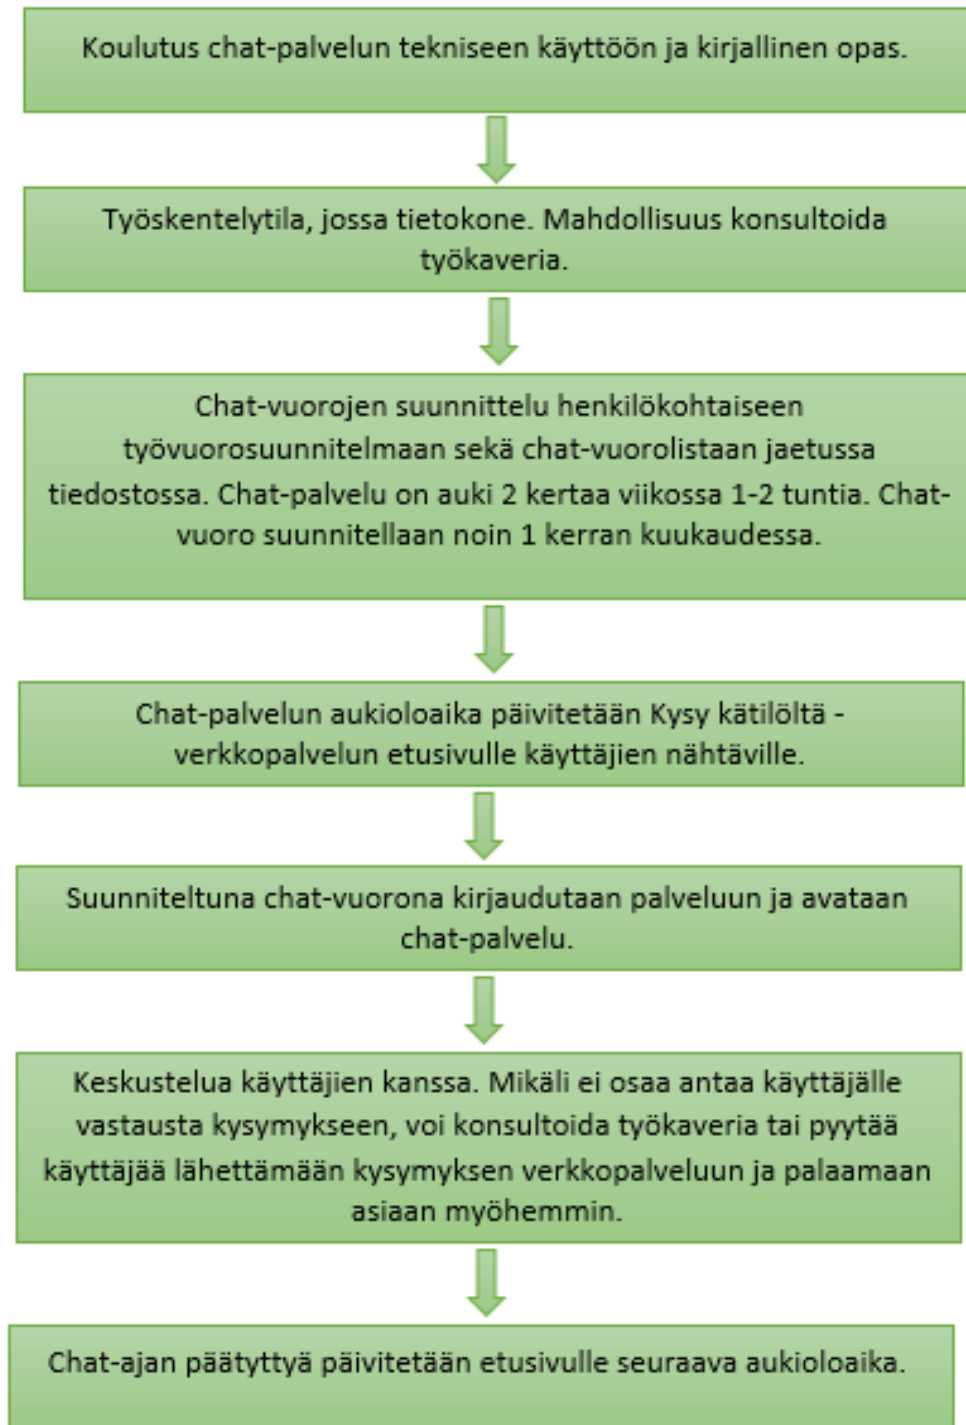 Koulutus chat-palvelun tekniseen käyttöön ja kirjallinen opas.
Työskentelytila, jossa tietokone. Mahdollisuus konsultoida
työkaveria.
Chat-vuorojen suunnittelu henkilökohtaiseen
työvuorosuunnitelmaan sekä chat-vuorolistaan jaetussa
tiedostossa. Chat-palvelu on auki 2 kertaa viikossa 1-2 tuntia. Chat-
vuoro suunnitellaan noin 1 kerran kuukaudessa.
Chat-palvelun aukioloaika päivitetään Kysy kätilöltä -
verkkopalvelun etusivulle käyttäjien nähtäville.
Suunniteltuna chat-vuorona kirjaudutaan palveluun ja avataan
chat-palvelu.
Keskustelua käyttäjien kanssa. Mikäli ei osaa antaa käyttäjälle
vastausta kysymykseen, voi konsultoida työkaveria tai pyytää
käyttäjää lähettämään kysymyksen verkkopalveluun ja palaamaan
asiaan myöhemmin.
Chat-ajan päätyttyä päivitetään etusivulle seuraava aukioloaika.